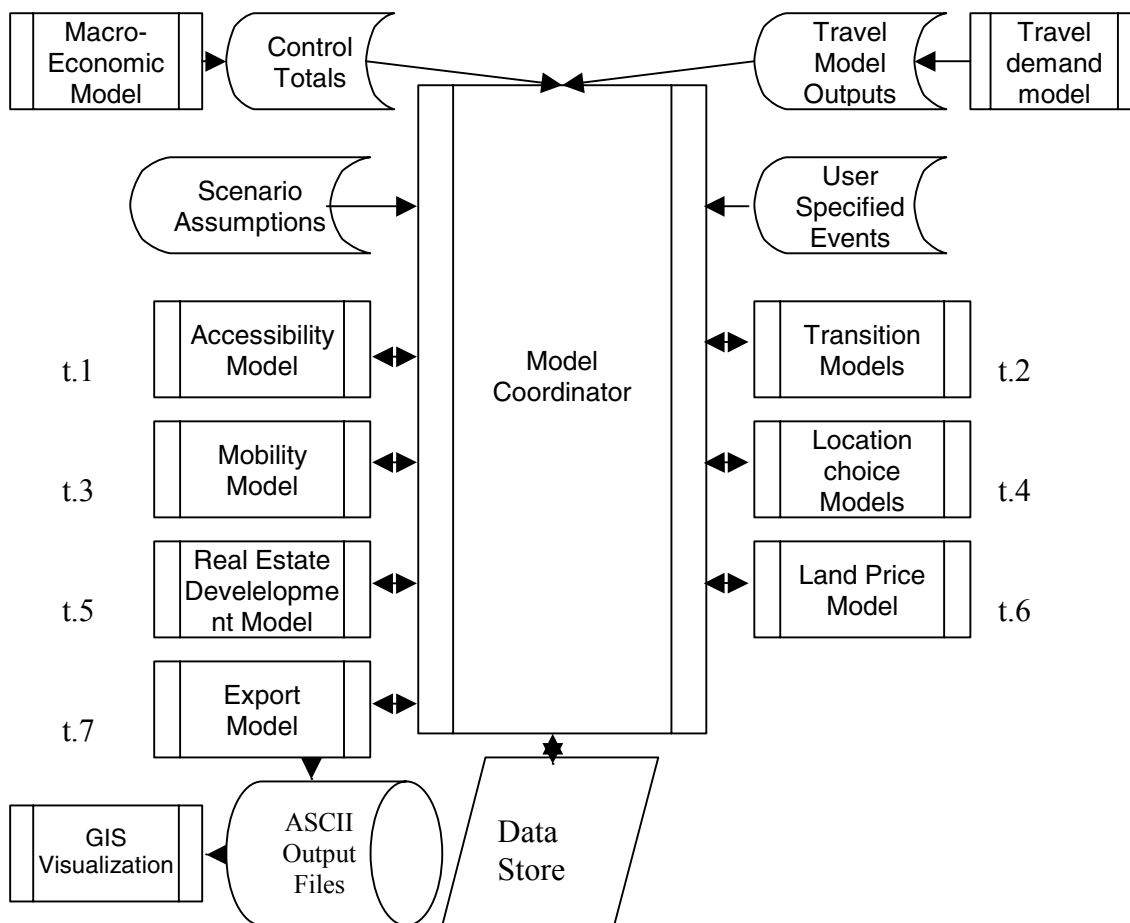 Macro-
Economic
Model
Control
Totals
Travel
Model
Outputs
Travel
demand
model
Scenario
Assumptions
User
Specified
Events
Model
Coordinator
t.1
Accessibility
Model
Transition
Models
t.2
t.3
Mobility
Model
Location
choice
Models
t.4
t.5
Real Estate
Develelopme
nt Model
Land Price
Model
t.6
t.7
Export
Model
GIS
Visualization
ASCII
Output
Files
Data
Store